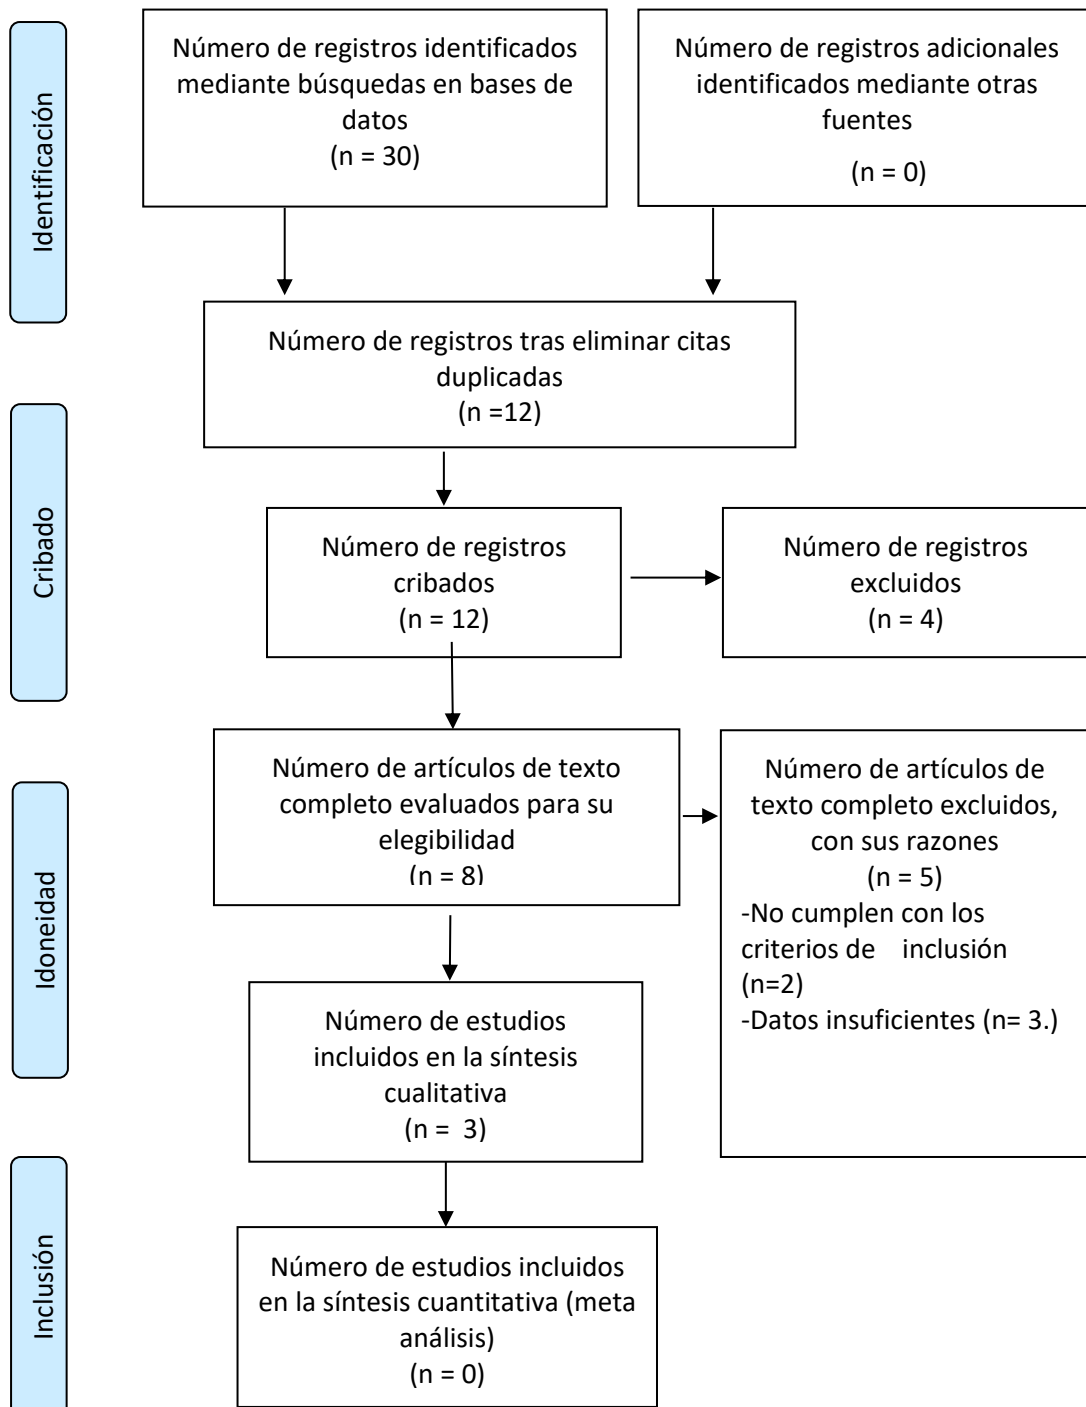 Identificación
Número de registros identificados
mediante búsquedas en bases de
datos
(n = 30)
Número de registros adicionales
identificados mediante otras
fuentes
(n = 0)
Número de registros tras eliminar citas
duplicadas
(n =12)
Cribado
Número de registros
cribados
(n = 12)
Número de registros
excluidos
(n = 4)
Idoneidad
Número de artículos de texto
completo evaluados para su
elegibilidad
(n = 8)
Número de artículos de
texto completo excluidos,
con sus razones
(n = 5)
-No cumplen con los
criterios de inclusión
(n=2)
-Datos insuficientes (n= 3.)
Número de estudios
incluidos en la síntesis
cualitativa
(n = 3)
Inclusión
Número de estudios incluidos
en la síntesis cuantitativa (meta
análisis)
(n = 0)